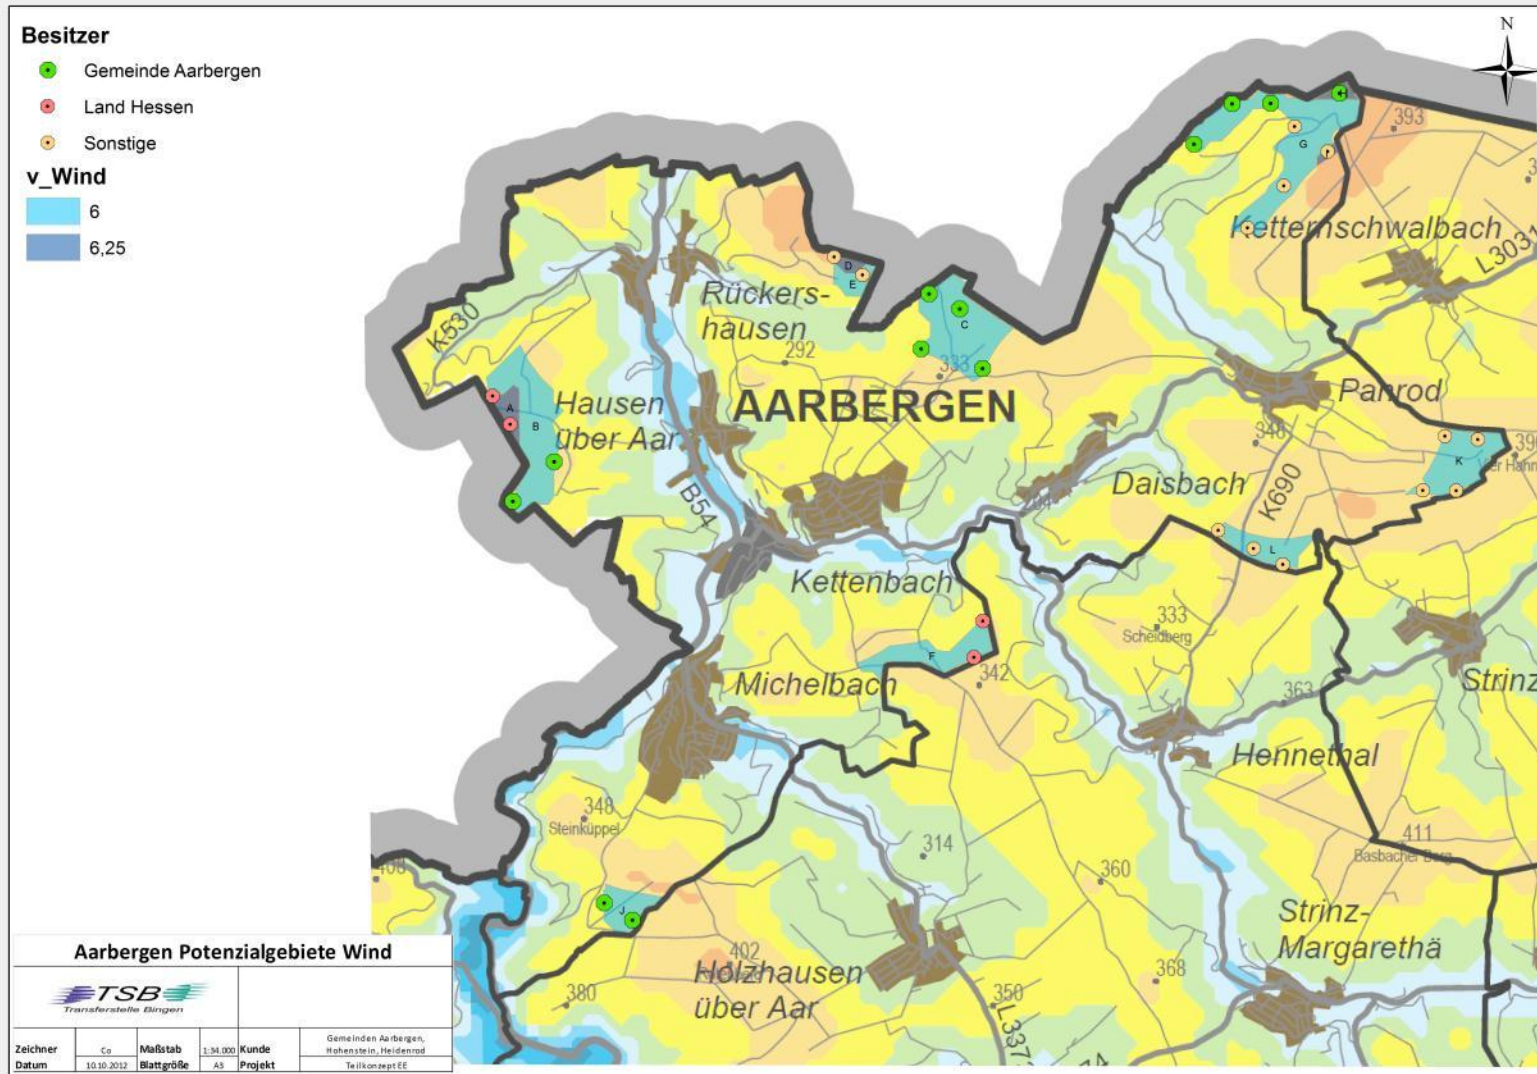 Besitzer
Gemeinde Aarbergen
Land Hessen
Sonstige
v_Wind
6
6,25
N
H
393
G
Ketternschwalbach
L3031
D
E
Rückers-
hausen
C
K530
292
333
AARBERGEN
Panrod
A
B
Hausen
über Aar
348
K
B54
Daisbach
K690
L
Kettenbach
333
Scheidberg
F
342
Michelbach
Strinz
363
Hennethal
348
Steinküppel
314
411
Basbacher Berg
360
J
Strinz-
Margarethä
402
Holzhausen
über Aar
368
380
350
Aarbergen Potenzialgebiete Wind
TSB
Transferstelle Bingen
Zeichner Co Maßstab 1:34.000 Kunde Gemeinden Aarbergen,
Hohenstein, Heidenrod
Datum 10.10.2012 Blattgröße A3 Projekt Teilkonzept EE